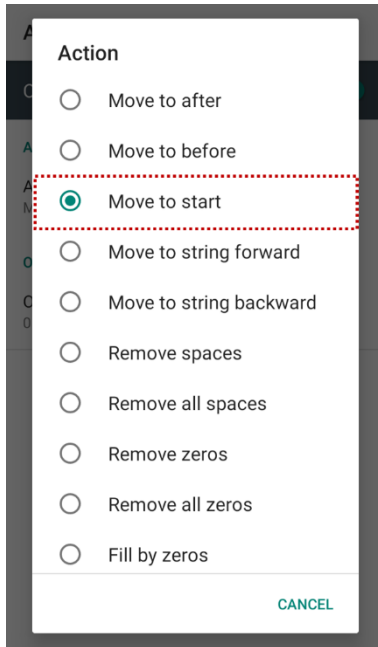 Action
Move to after
Move to before
Move to start
Move to string forward
Move to string backward
Remove spaces
Remove all spaces
Remove zeros
Remove all zeros
Fill by zeros
CANCEL